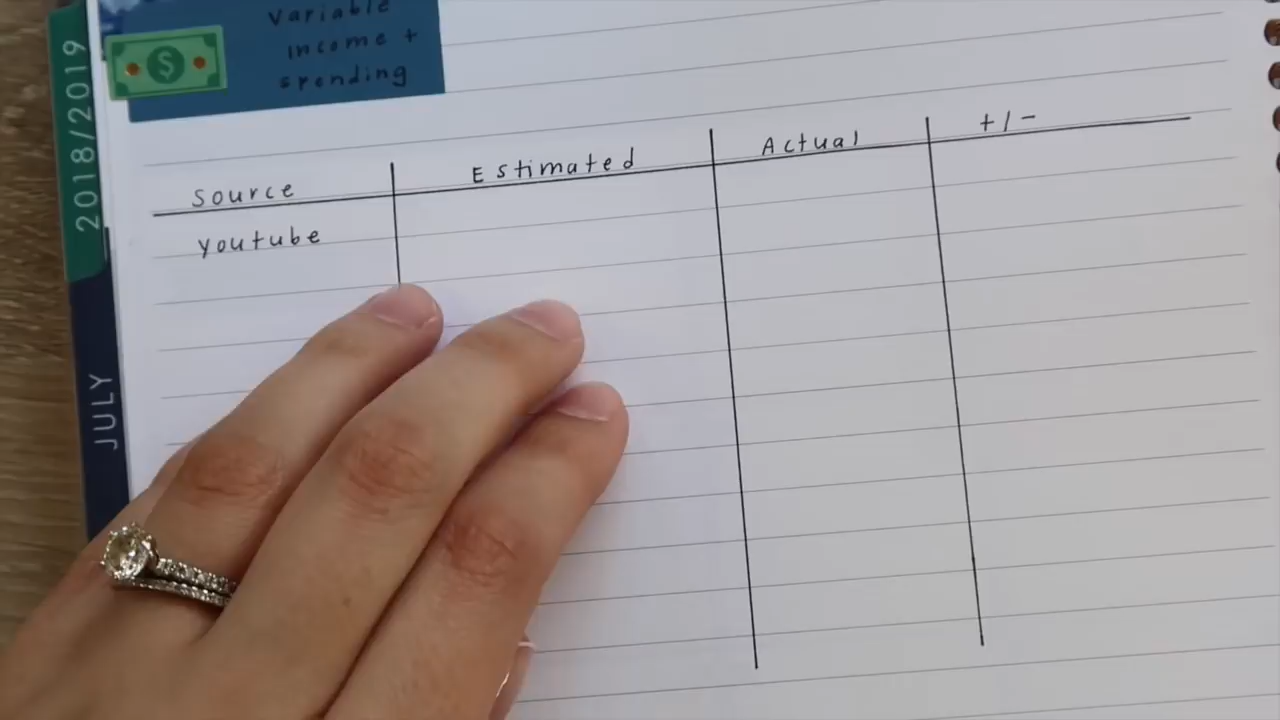 2018/2019
JULY
Variable
income +
spending
$
Source Estimated Actual +/-
Youtube